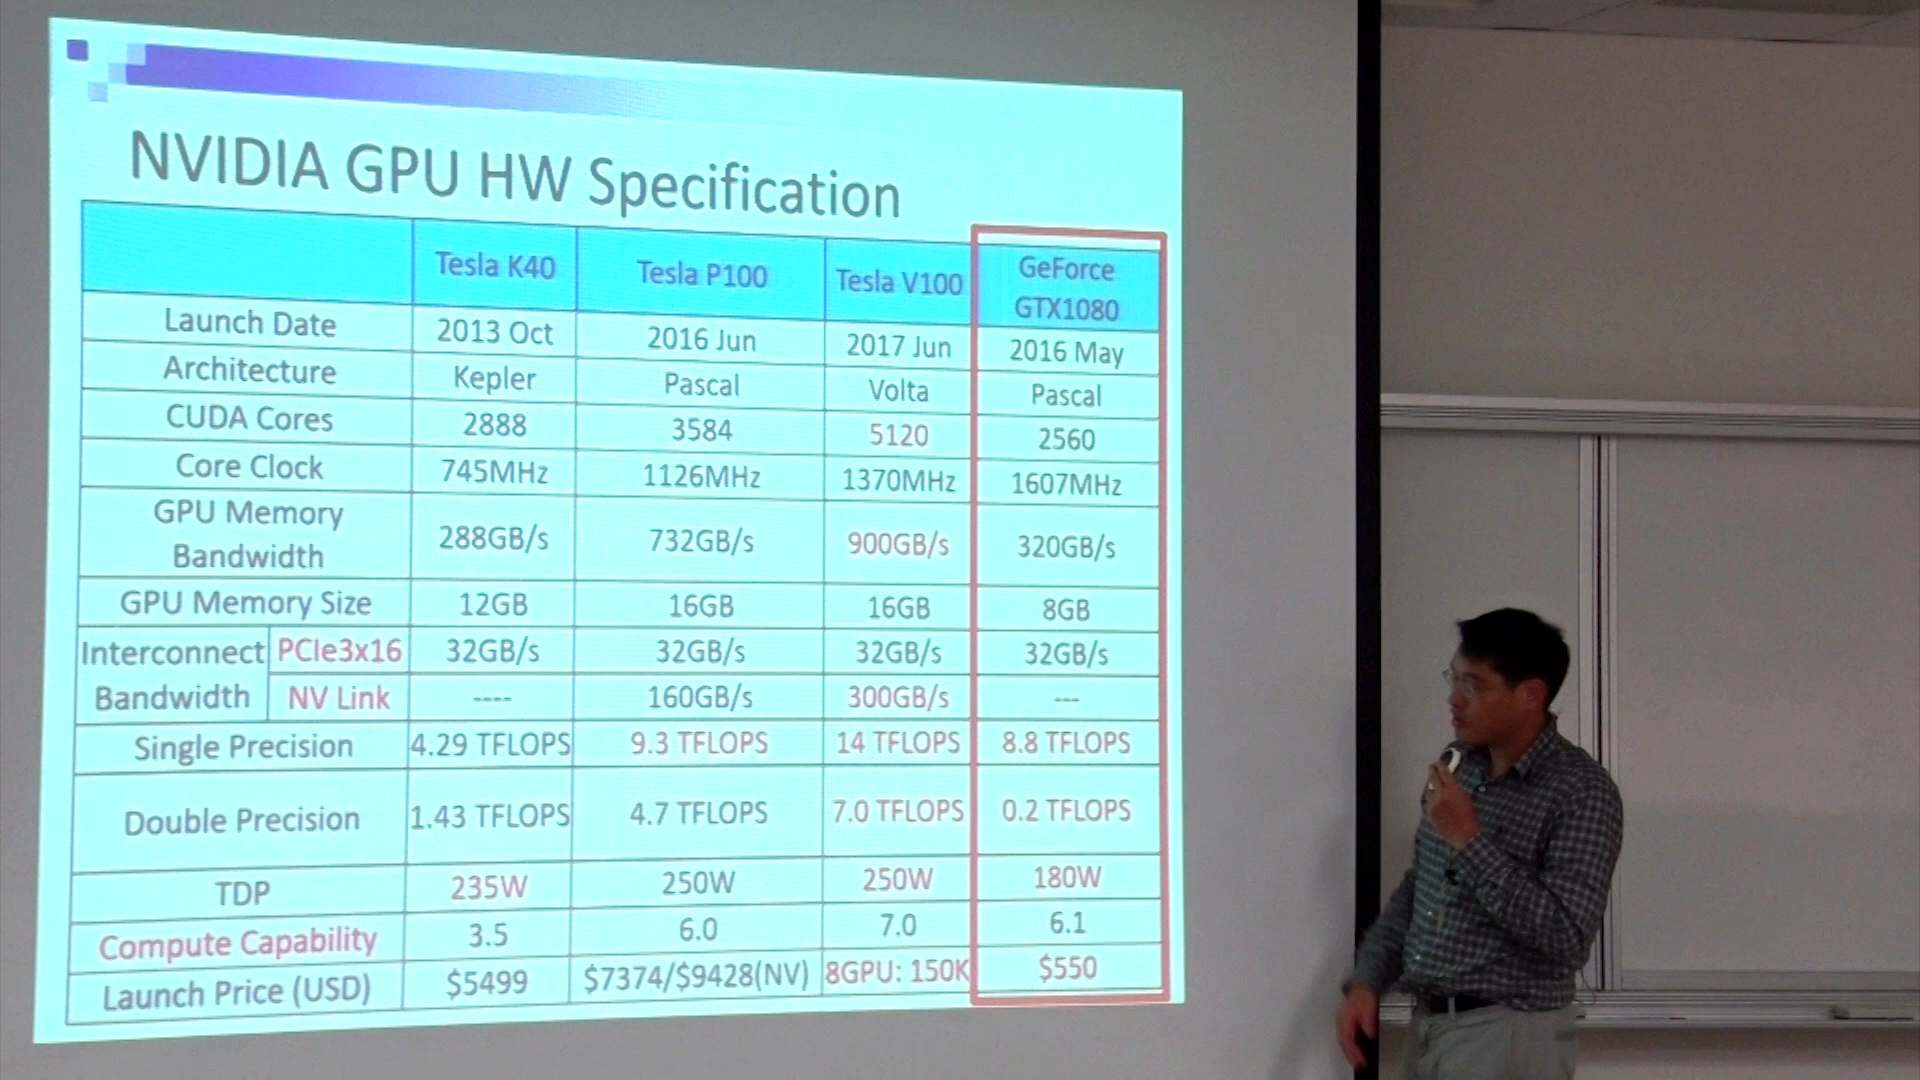 NVIDIA GPU HW Specification
Tesla K40 Tesla P100 Tesla V100 GeForce GTX1080
Launch Date 2013 Oct 2016 Jun 2017 Jun 2016 May
Architecture Kepler Pascal Volta Pascal
CUDA Cores 2888 3584 5120 2560
Core Clock 745MHz 1126MHz 1370MHz 1607MHz
GPU Memory Bandwidth 288GB/s 732GB/s 900GB/s 320GB/s
GPU Memory Size 12GB 16GB 16GB 8GB
Interconnect Bandwidth PCIe3x16 32GB/s 32GB/s 32GB/s 32GB/s
NV Link ---- 160GB/s 300GB/s ---
Single Precision 4.29 TFLOPS 9.3 TFLOPS 14 TFLOPS 8.8 TFLOPS
Double Precision 1.43 TFLOPS 4.7 TFLOPS 7.0 TFLOPS 0.2 TFLOPS
TDP 235W 250W 250W 180W
Compute Capability 3.5 6.0 7.0 6.1
Launch Price (USD) $5499 $7374/$9428(NV) 8GPU: 150K $550